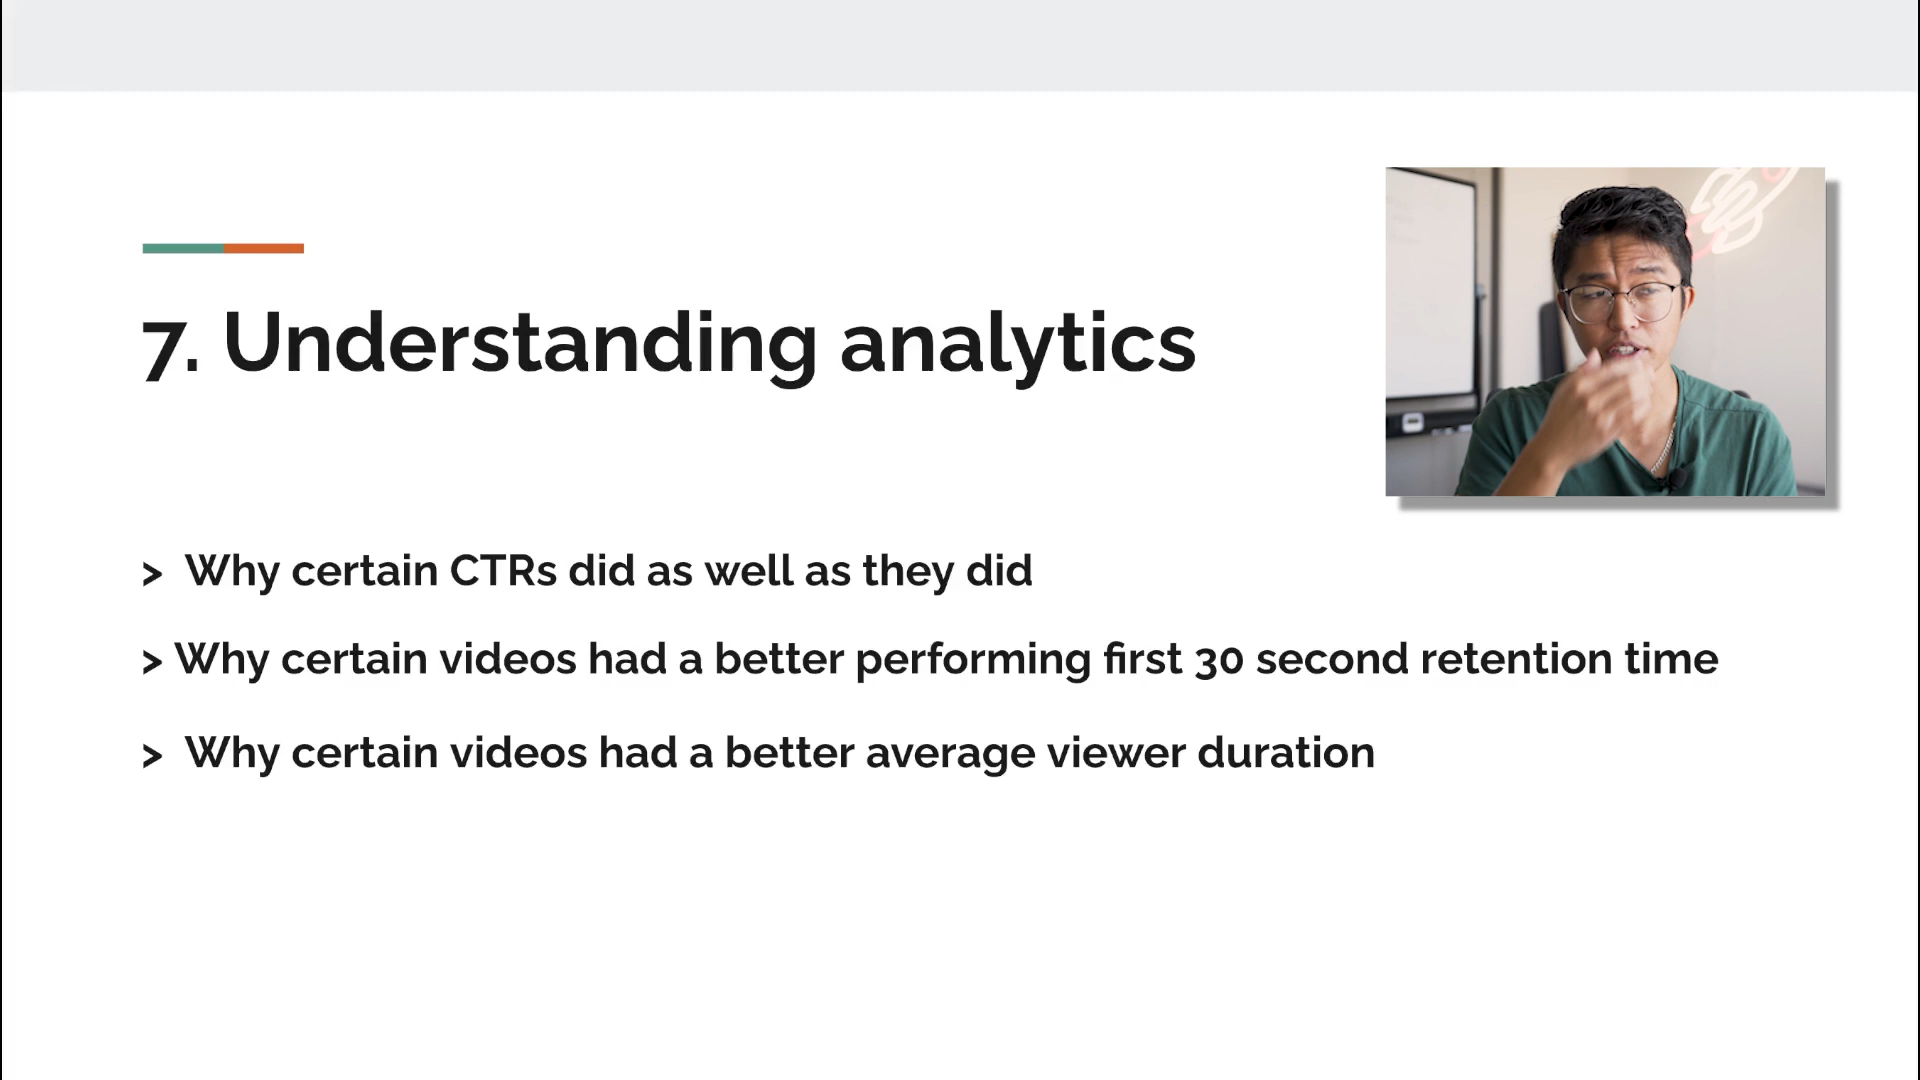 7. Understanding analytics
> Why certain CTRs did as well as they did
> Why certain videos had a better performing first 30 second retention time
> Why certain videos had a better average viewer duration